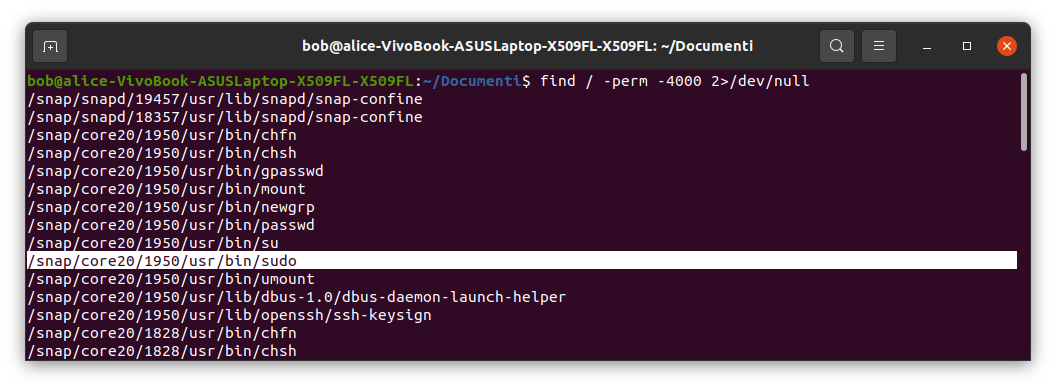 bob@alice-VivoBook-ASUSLaptop-X509FL-X509FL: ~/Documenti
bob@alice-VivoBook-ASUSLaptop-X509FL-X509FL:~/Documenti$ find / -perm -4000 2>/dev/null
/snap/snapd/19457/usr/lib/snapd/snap-confine
/snap/snapd/18357/usr/lib/snapd/snap-confine
/snap/core20/1950/usr/bin/chfn
/snap/core20/1950/usr/bin/chsh
/snap/core20/1950/usr/bin/gpasswd
/snap/core20/1950/usr/bin/mount
/snap/core20/1950/usr/bin/newgrp
/snap/core20/1950/usr/bin/passwd
/snap/core20/1950/usr/bin/su
/snap/core20/1950/usr/bin/sudo
/snap/core20/1950/usr/bin/umount
/snap/core20/1950/usr/lib/dbus-1.0/dbus-daemon-launch-helper
/snap/core20/1950/usr/lib/openssh/ssh-keysign
/snap/core20/1828/usr/bin/chfn
/snap/core20/1828/usr/bin/chsh